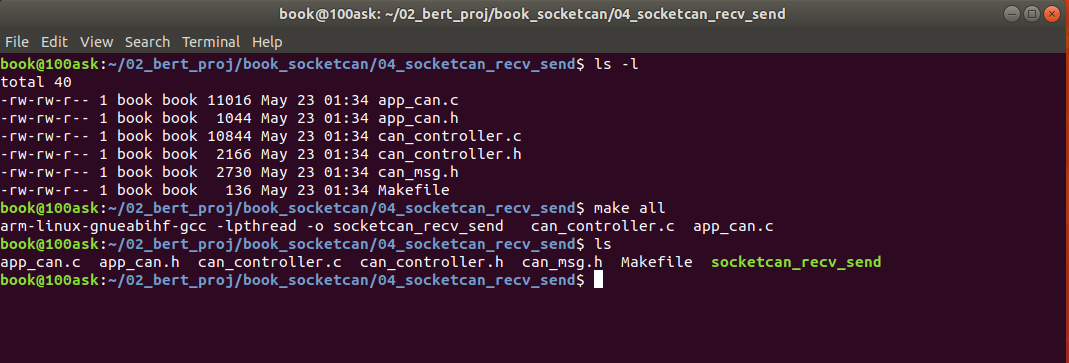 book@100ask: ~/02_bert_proj/book_socketcan/04_socketcan_recv_send
File Edit View Search Terminal Help
book@100ask:~/02_bert_proj/book_socketcan/04_socketcan_recv_send$ ls -l
total 40
-rw-rw-r-- 1 book book 11016 May 23 01:34 app_can.c
-rw-rw-r-- 1 book book  1044 May 23 01:34 app_can.h
-rw-rw-r-- 1 book book 10844 May 23 01:34 can_controller.c
-rw-rw-r-- 1 book book  2166 May 23 01:34 can_controller.h
-rw-rw-r-- 1 book book  2730 May 23 01:34 can_msg.h
-rw-rw-r-- 1 book book   136 May 23 01:34 Makefile
book@100ask:~/02_bert_proj/book_socketcan/04_socketcan_recv_send$ make all
arm-linux-gnueabihf-gcc -lpthread -o socketcan_recv_send   can_controller.c  app_can.c
book@100ask:~/02_bert_proj/book_socketcan/04_socketcan_recv_send$ ls
app_can.c  app_can.h  can_controller.c  can_controller.h  can_msg.h  Makefile  socketcan_recv_send
book@100ask:~/02_bert_proj/book_socketcan/04_socketcan_recv_send$